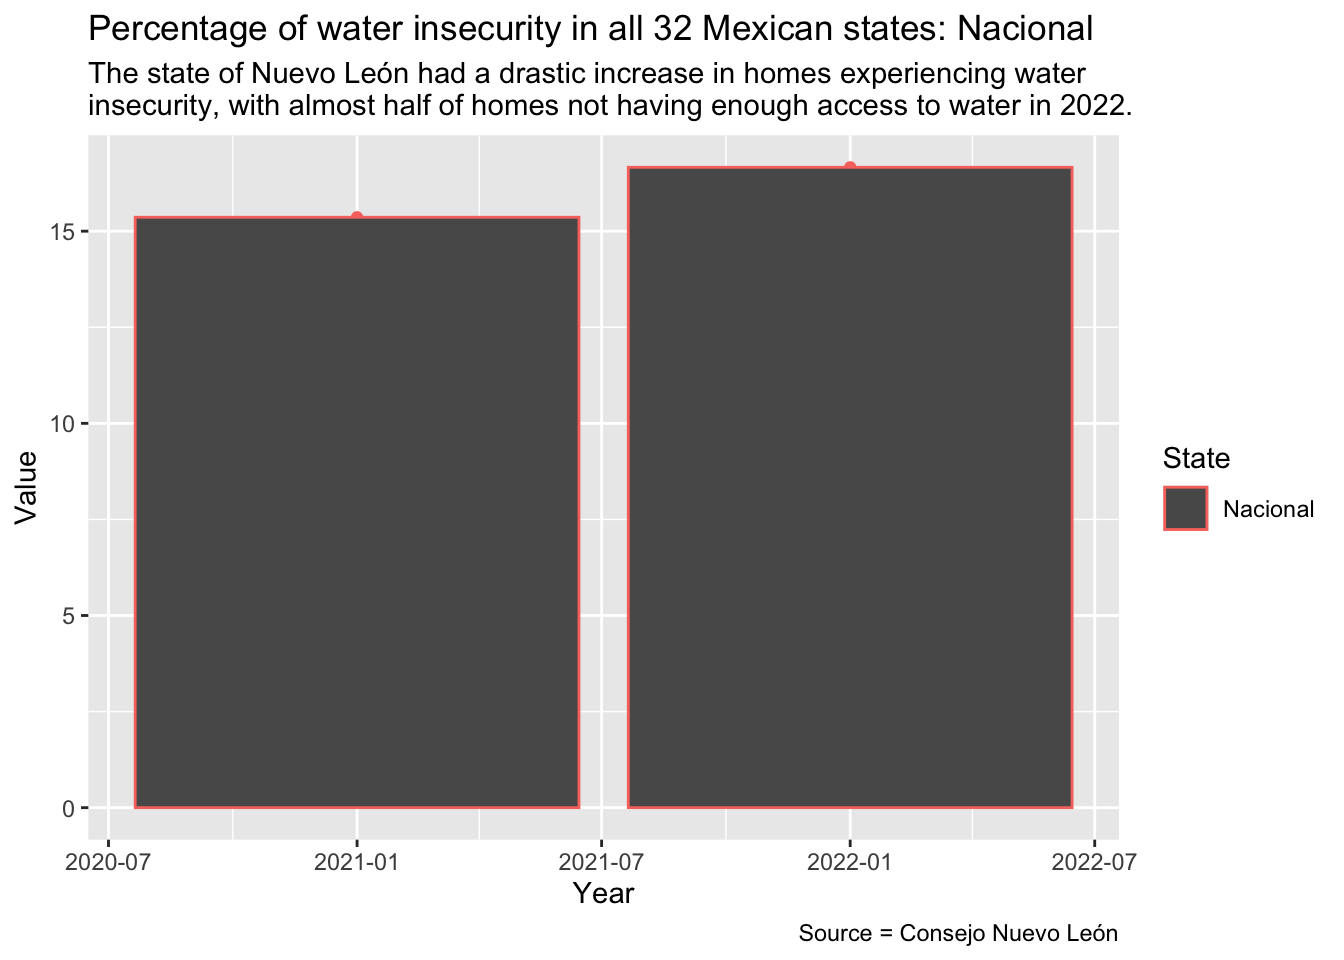 Percentage of water insecurity in all 32 Mexican states: Nacional
The state of Nuevo León had a drastic increase in homes experiencing water
insecurity, with almost half of homes not having enough access to water in 2022.
15
10
5
0
Value
2020-07
2021-01
2021-07
2022-01
2022-07
Year
State
Nacional
Source = Consejo Nuevo León